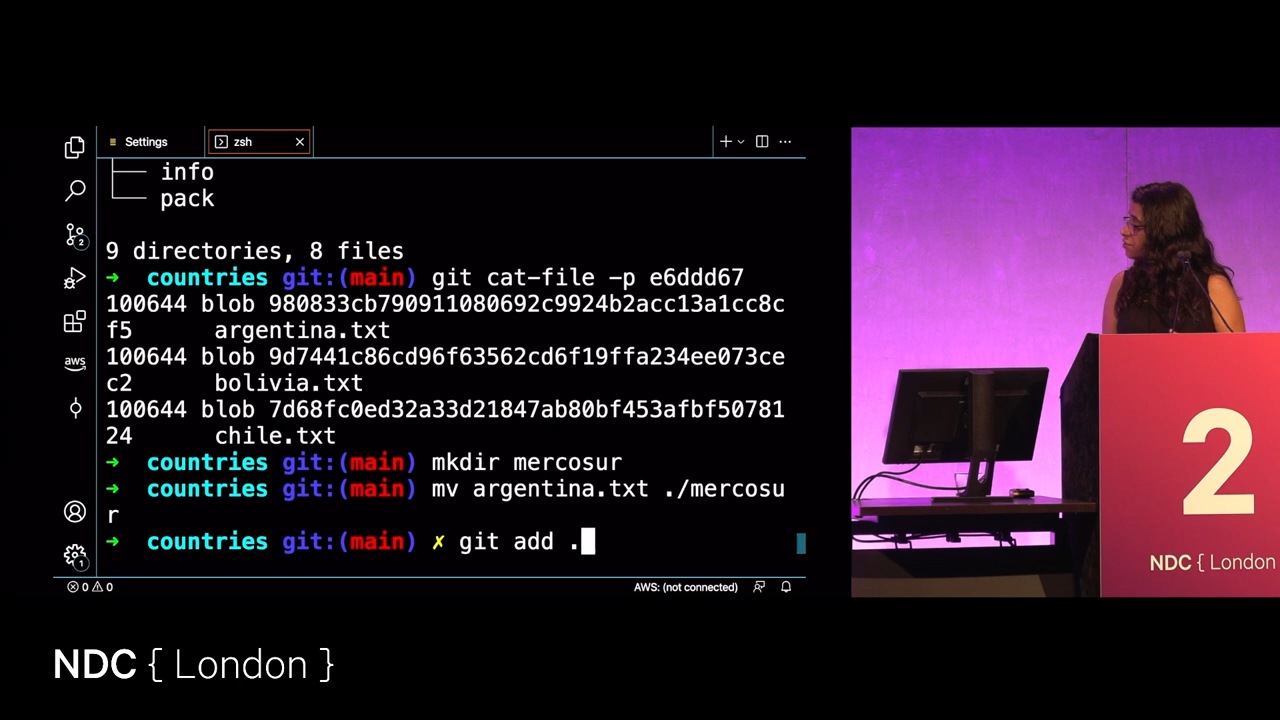 Settings
zsh
├── info
└── pack
9 directories, 8 files
➜ countries git:(main) git cat-file -p e6ddd67
100644 blob 980833cb790911080692c9924b2acc13a1cc8c
f5 argentina.txt
100644 blob 9d7441c86cd96f63562cd6f19ffa234ee073ce
c2 bolivia.txt
100644 blob 7d68fc0ed32a33d21847ab80bf453afbf50781
24 chile.txt
➜ countries git:(main) mkdir mercosur
➜ countries git:(main) mv argentina.txt ./mercosu
r
➜ countries git:(main) ✗ git add .
2
aws
1
0 0
AWS: (not connected)
2
NDC { London
NDC { London }